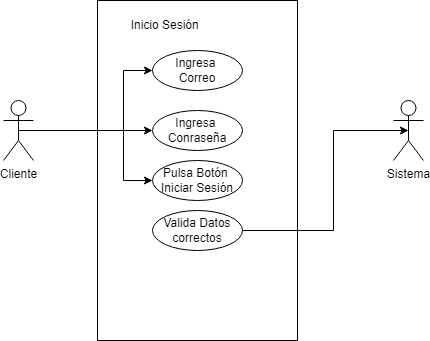 Inicio Sesión
Ingresa
Correo
Ingresa
Conraseña
Cliente
Pulsa Botón
Iniciar Sesión
Sistema
Valida Datos
correctos